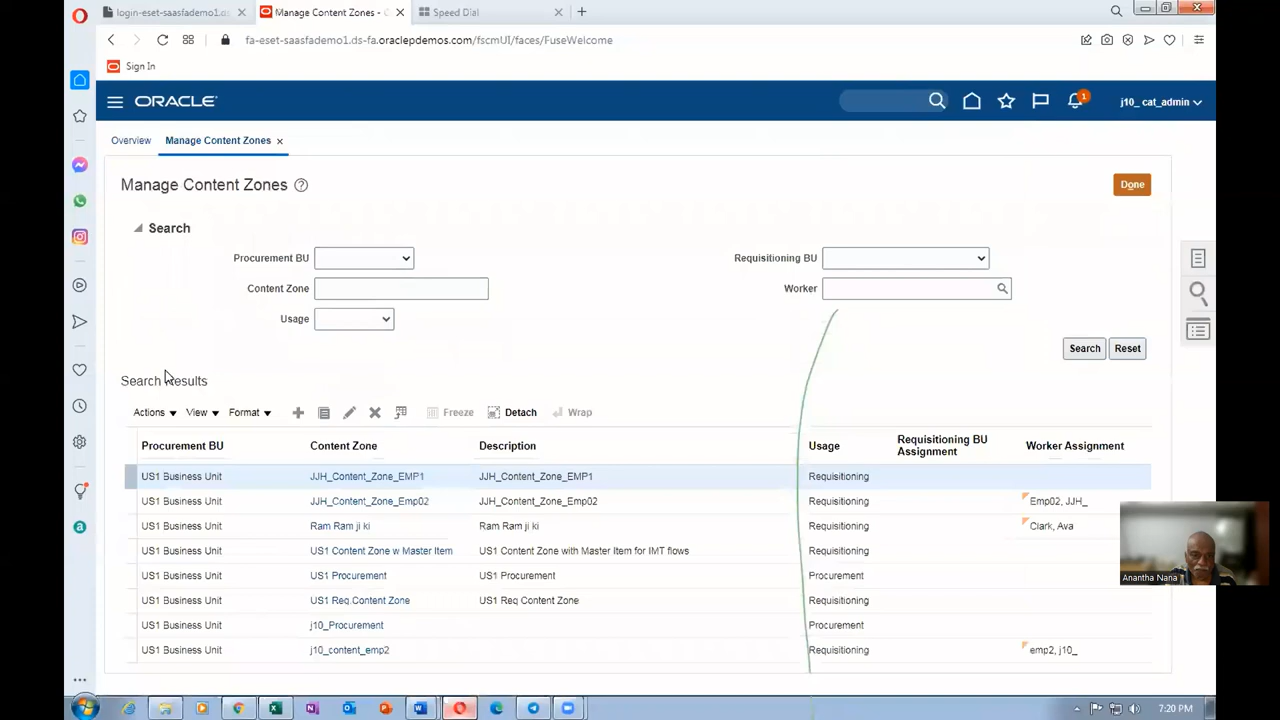 login-eset-saasfademo1.ds
Manage Content Zones - C
Speed Dial
fa-eset-saasfademo1.ds-fa.oraclepdemos.com/fscmUI/faces/FuseWelcome
Sign In
ORACLE
1
j10_ cat_admin
Overview
Manage Content Zones
Manage Content Zones
Done
Search
Procurement BU
Requisitioning BU
Content Zone
Worker
Usage
Search Reset
Search Results
Actions View Format Freeze Detach Wrap
Procurement BU Content Zone Description Usage Requisitioning BU Assignment Worker Assignment
US1 Business Unit JJH_Content_Zone_EMP1 JJH_Content_Zone_EMP1 Requisitioning
US1 Business Unit JJH_Content_Zone_Emp02 JJH_Content_Zone_Emp02 Requisitioning Emp02, JJH_
US1 Business Unit Ram Ram ji ki Ram Ram ji ki Requisitioning Clark, Ava
US1 Business Unit US1 Content Zone w Master Item US1 Content Zone with Master Item for IMT flows Requisitioning
US1 Business Unit US1 Procurement US1 Procurement Procurement
US1 Business Unit US1 Req Content Zone US1 Req Content Zone Requisitioning
US1 Business Unit j10_Procurement Procurement
US1 Business Unit j10_content_emp2 Requisitioning emp2, j10_
Anantha Nana
7:20 PM